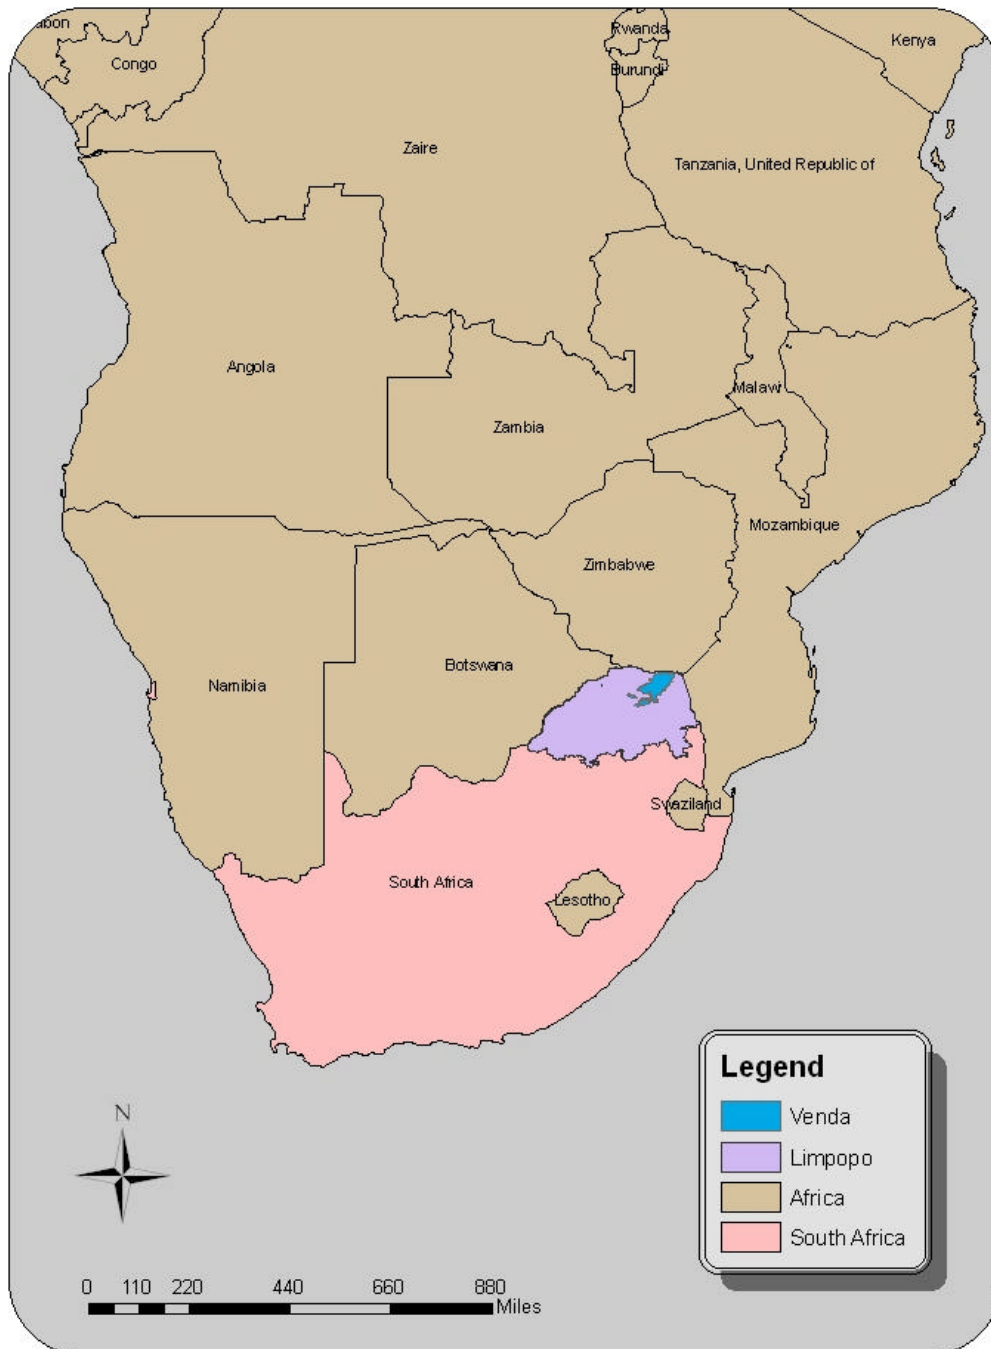 abon
Congo
Rwanda
Burundi
Kenya
Zaire
Tanzania, United Republic of
Angola
Zambia
Malawi
Mozambique
Zimbabwe
Botswana
Namibia
Swaziland
South Africa
Lesotho
Legend
Venda
Limpopo
Africa
South Africa
N
0 110 220 440 660 880
Miles